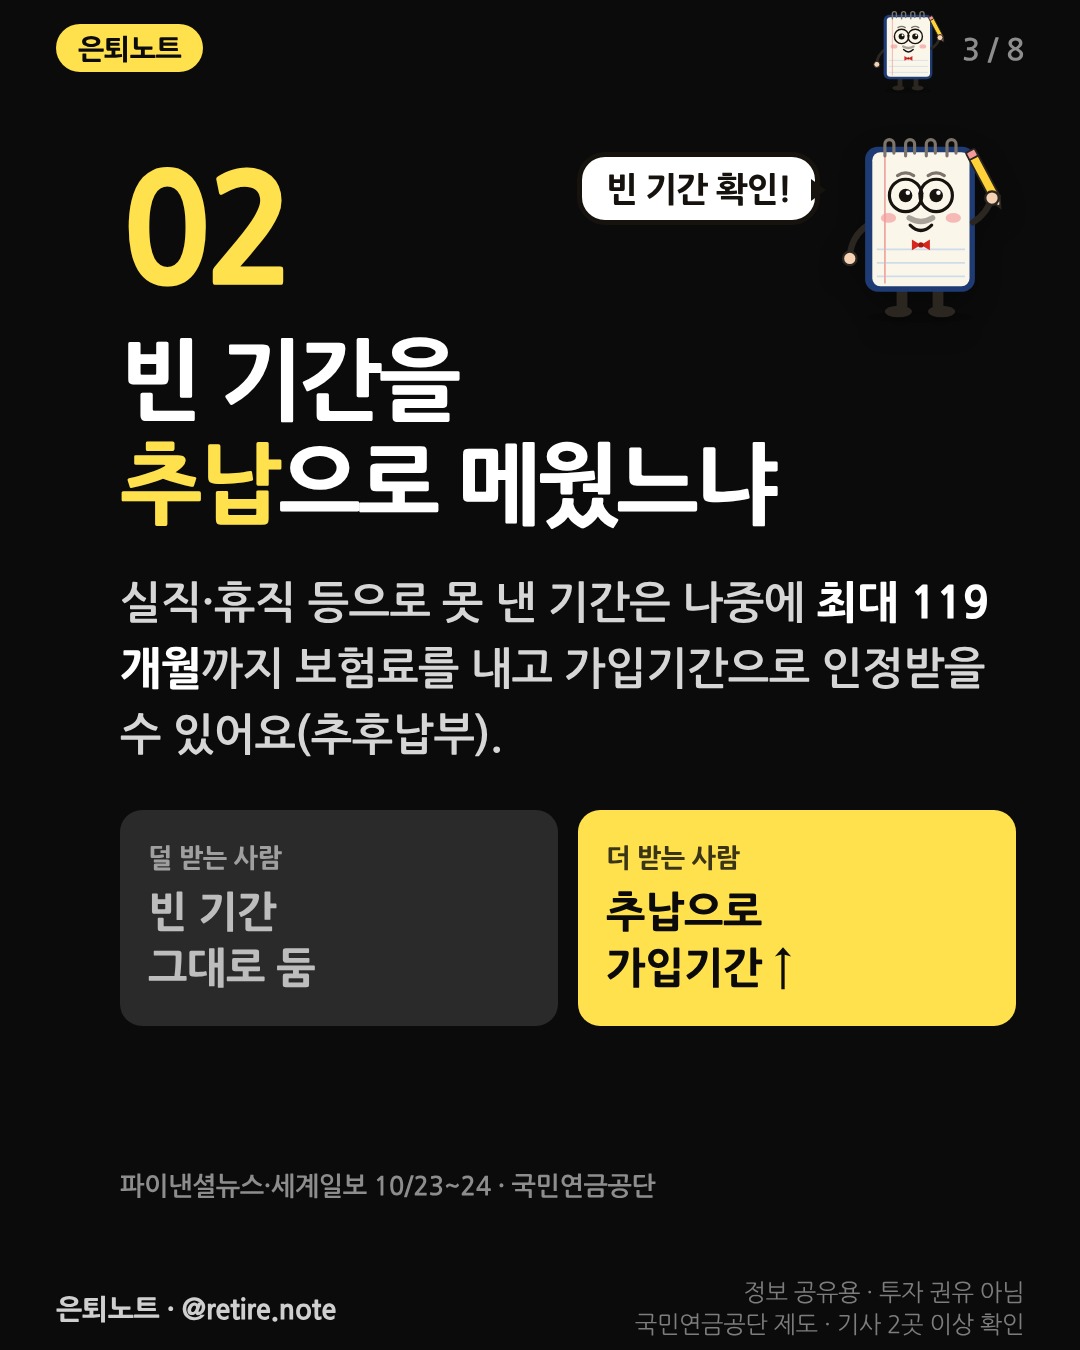 은퇴노트
3 / 8
02
빈 기간 확인!
빈 기간을
추납으로 메웠느냐
실직·휴직 등으로 못 낸 기간은 나중에 최대 119
개월까지 보험료를 내고 가입기간으로 인정받을
수 있어요(추후납부).
덜 받는 사람
빈 기간
그대로 둠
더 받는 사람
추납으로
가입기간 ↑
파이낸셜뉴스·세계일보 10/23~24 · 국민연금공단
은퇴노트 · @retire.note
정보 공유용 · 투자 권유 아님
국민연금공단 제도 · 기사 2곳 이상 확인